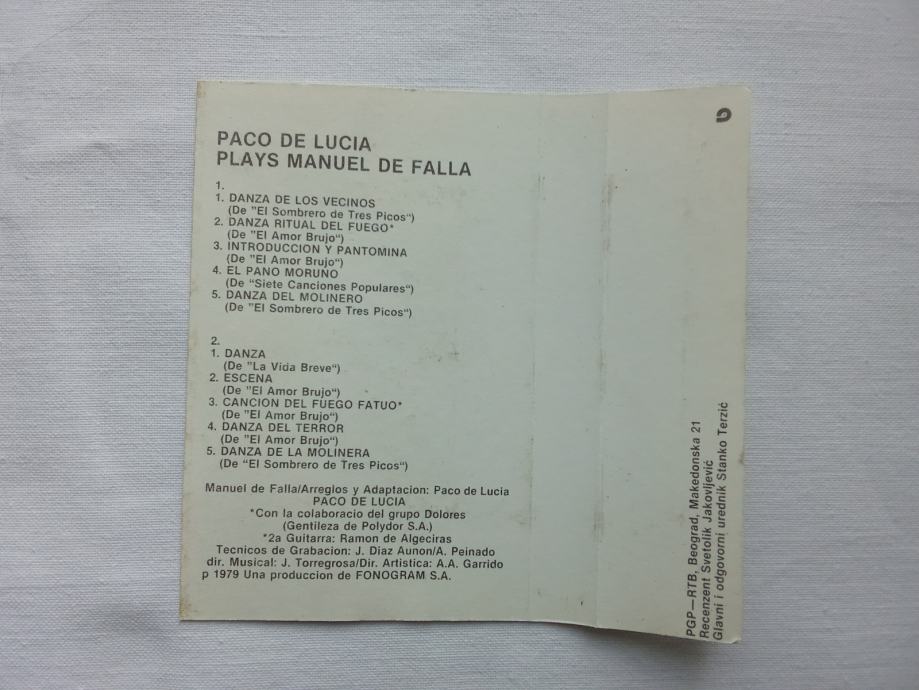 PACO DE LUCIA
PLAYS MANUEL DE FALLA
1.
1. DANZA DE LOS VECINOS
(De "El Sombrero de Tres Picos")
2. DANZA RITUAL DEL FUEGO*
(De "El Amor Brujo")
3. INTRODUCCION Y PANTOMINA
(De "El Amor Brujo")
4. EL PANO MORUNO
(De "Siete Canciones Populares")
5. DANZA DEL MOLINERO
(De "El Sombrero de Tres Picos")
2.
1. DANZA
(De "La Vida Breve")
2. ESCENA
(De "El Amor Brujo")
3. CANCION DEL FUEGO FATUO*
(De "El Amor Brujo")
4. DANZA DEL TERROR
(De "El Amor Brujo")
5. DANZA DE LA MOLINERA
(De "El Sombrero de Tres Picos")
Manuel de Falla/Arreglos y Adaptacion: Paco de Lucia
PACO DE LUCIA
*Con la colaboracio del grupo Dolores
(Gentileza de Polydor S.A.)
*2a Guitarra: Ramon de Algeciras
Tecnicos de Grabacion: J. Diaz Aunon/A. Peinado
dir. Musical: J. Torregrosa/Dir. Artistica: A.A. Garrido
p 1979 Una produccion de FONOGRAM S.A.
PGP—RTB, Beograd, Makedonska 21
Recenzent Svetolik Jakovljević
Glavni i odgovorni urednik Stanko Terzić